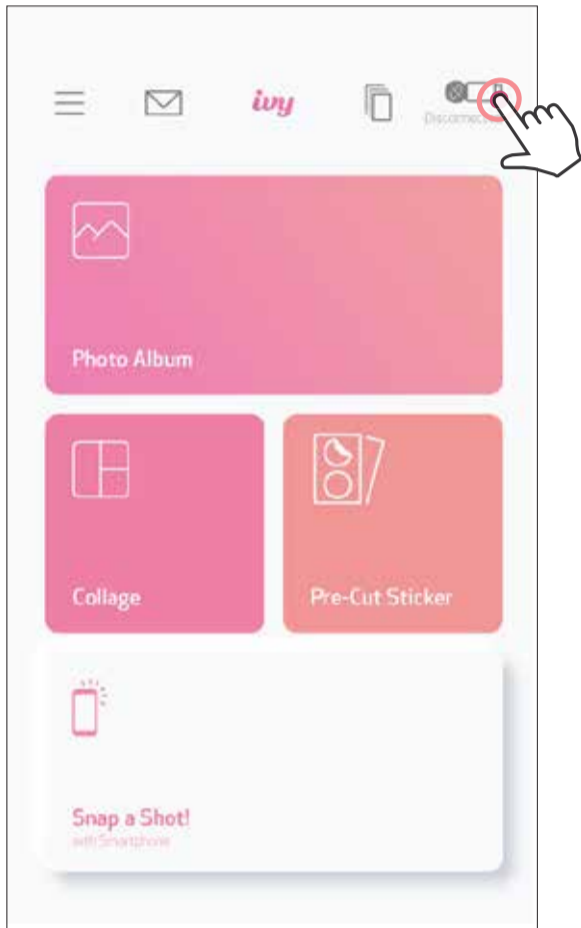 ivy
Photo Album
Collage
Pre-Cut Sticker
Snap a Shot!
with Smartphone